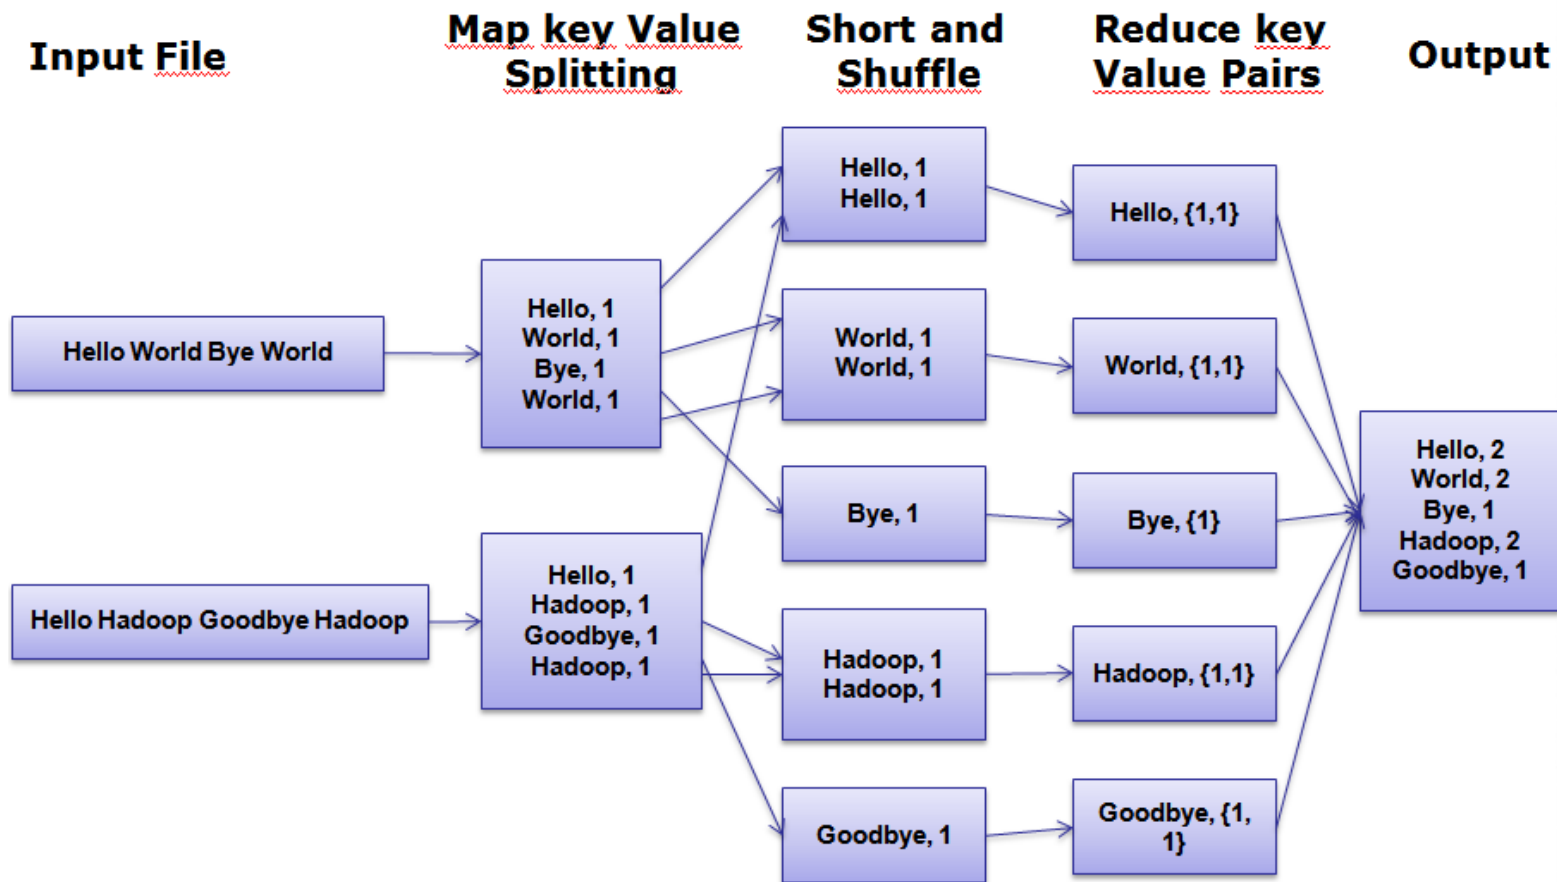 Input File
Map key Value
Splitting
Short and
Shuffle
Reduce key
Value Pairs
Output
Hello World Bye World
Hello Hadoop Goodbye Hadoop
Hello, 1
World, 1
Bye, 1
World, 1
Hello, 1
Hadoop, 1
Goodbye, 1
Hadoop, 1
Hello, 1
Hello, 1
World, 1
World, 1
Bye, 1
Hadoop, 1
Hadoop, 1
Goodbye, 1
Hello, {1,1}
World, {1,1}
Bye, {1}
Hadoop, {1,1}
Goodbye, {1,
1}
Hello, 2
World, 2
Bye, 1
Hadoop, 2
Goodbye, 1